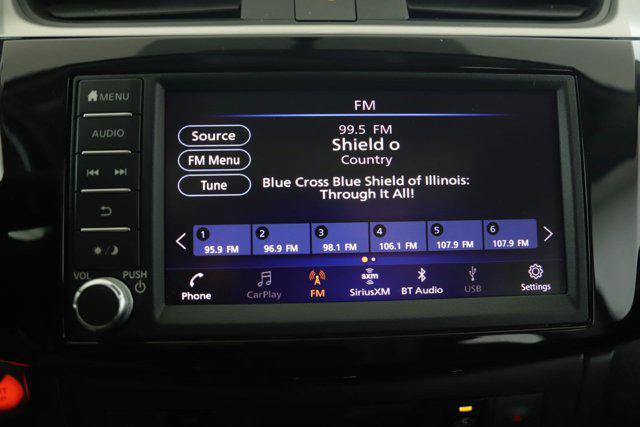 MENU
FM
AUDIO
Source
99.5 FM
Shield o
FM Menu
Country
Tune
Blue Cross Blue Shield of Illinois:
Through It All!
1 2 3 4 5 6
95.9 FM 96.9 FM 98.1 FM 106.1 FM 107.9 FM 107.9 FM
VOL PUSH
sxm
Phone CarPlay FM SiriusXM BT Audio USB Settings